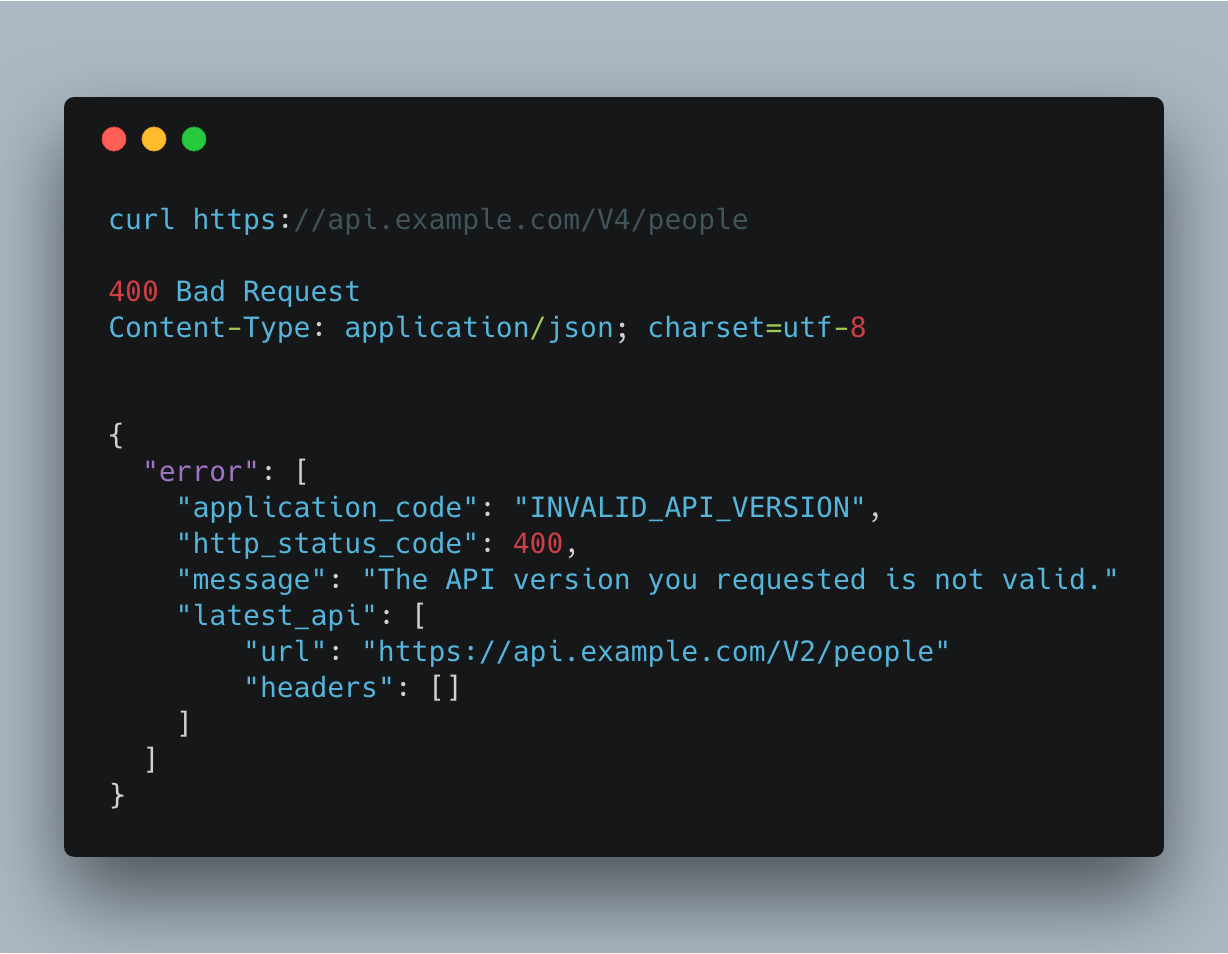 curl https://api.example.com/V4/people
400 Bad Request
Content-Type: application/json; charset=utf-8
{
"error": [
"application_code": "INVALID_API_VERSION",
"http_status_code": 400,
"message": "The API version you requested is not valid."
"latest_api": [
"url": "https://api.example.com/V2/people"
"headers": []
]
]
}